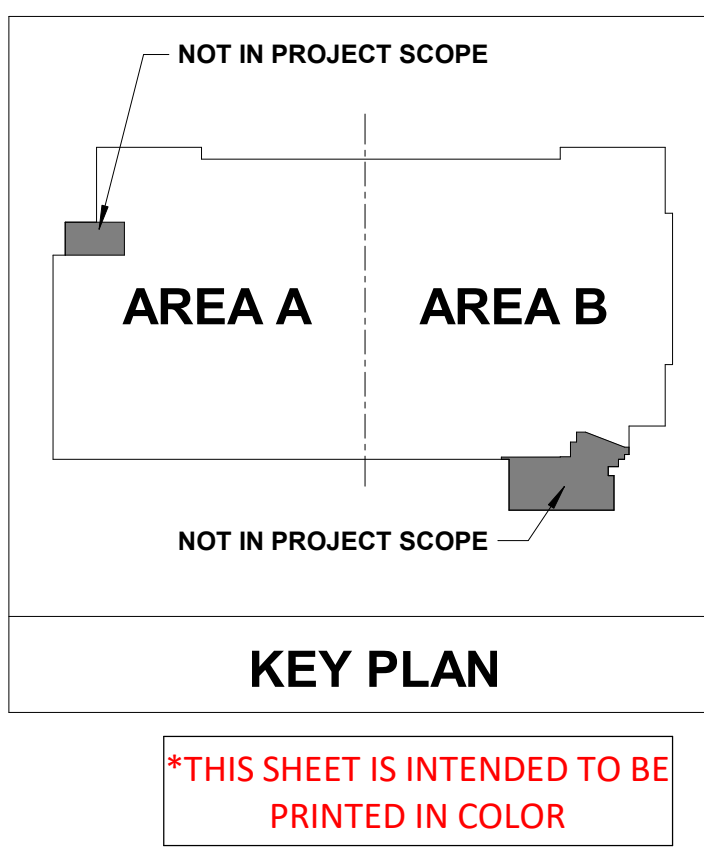 NOT IN PROJECT SCOPE
AREA A
AREA B
NOT IN PROJECT SCOPE
KEY PLAN
*THIS SHEET IS INTENDED TO BE
PRINTED IN COLOR